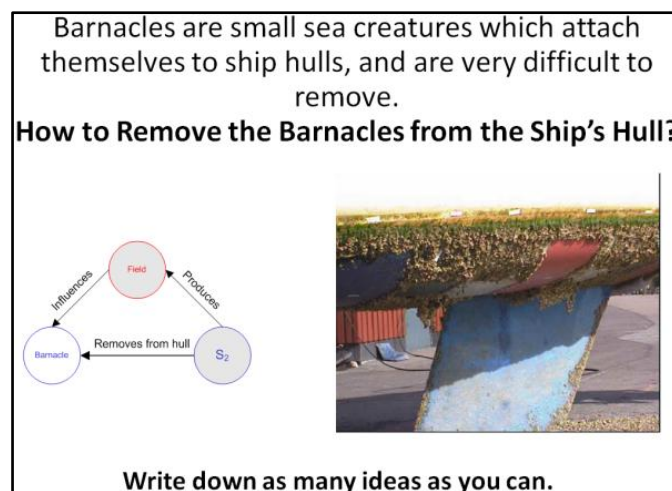 Barnacles are small sea creatures which attach
themselves to ship hulls, and are very difficult to
remove.
How to Remove the Barnacles from the Ship's Hull?
Field
Influences
Produces
Barnacle
Removes from hull
S₂
Write down as many ideas as you can.